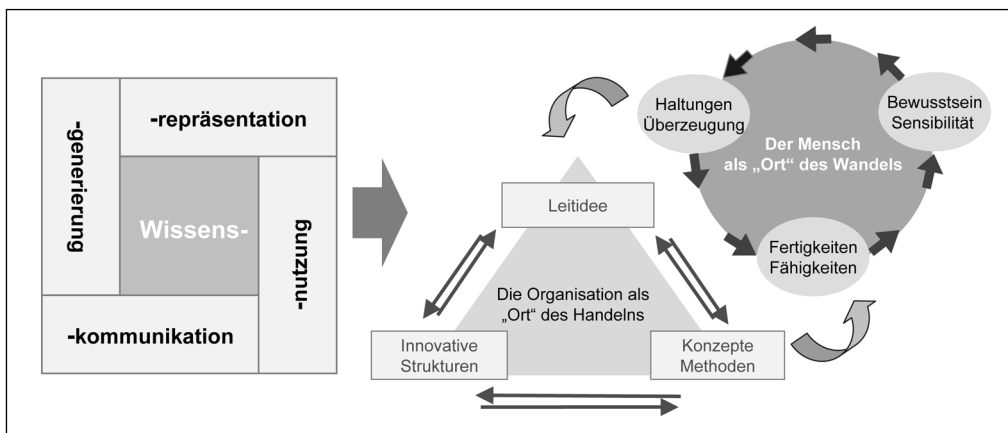 -generierung
-repräsentation
Wissens-
-nutzung
-kommunikation
Leitidee
Die Organisation als
„Ort“ des Handelns
Innovative
Strukturen
Konzepte
Methoden
Haltungen
Überzeugung
Bewusstsein
Sensibilität
Der Mensch
als „Ort“ des Wandels
Fertigkeiten
Fähigkeiten